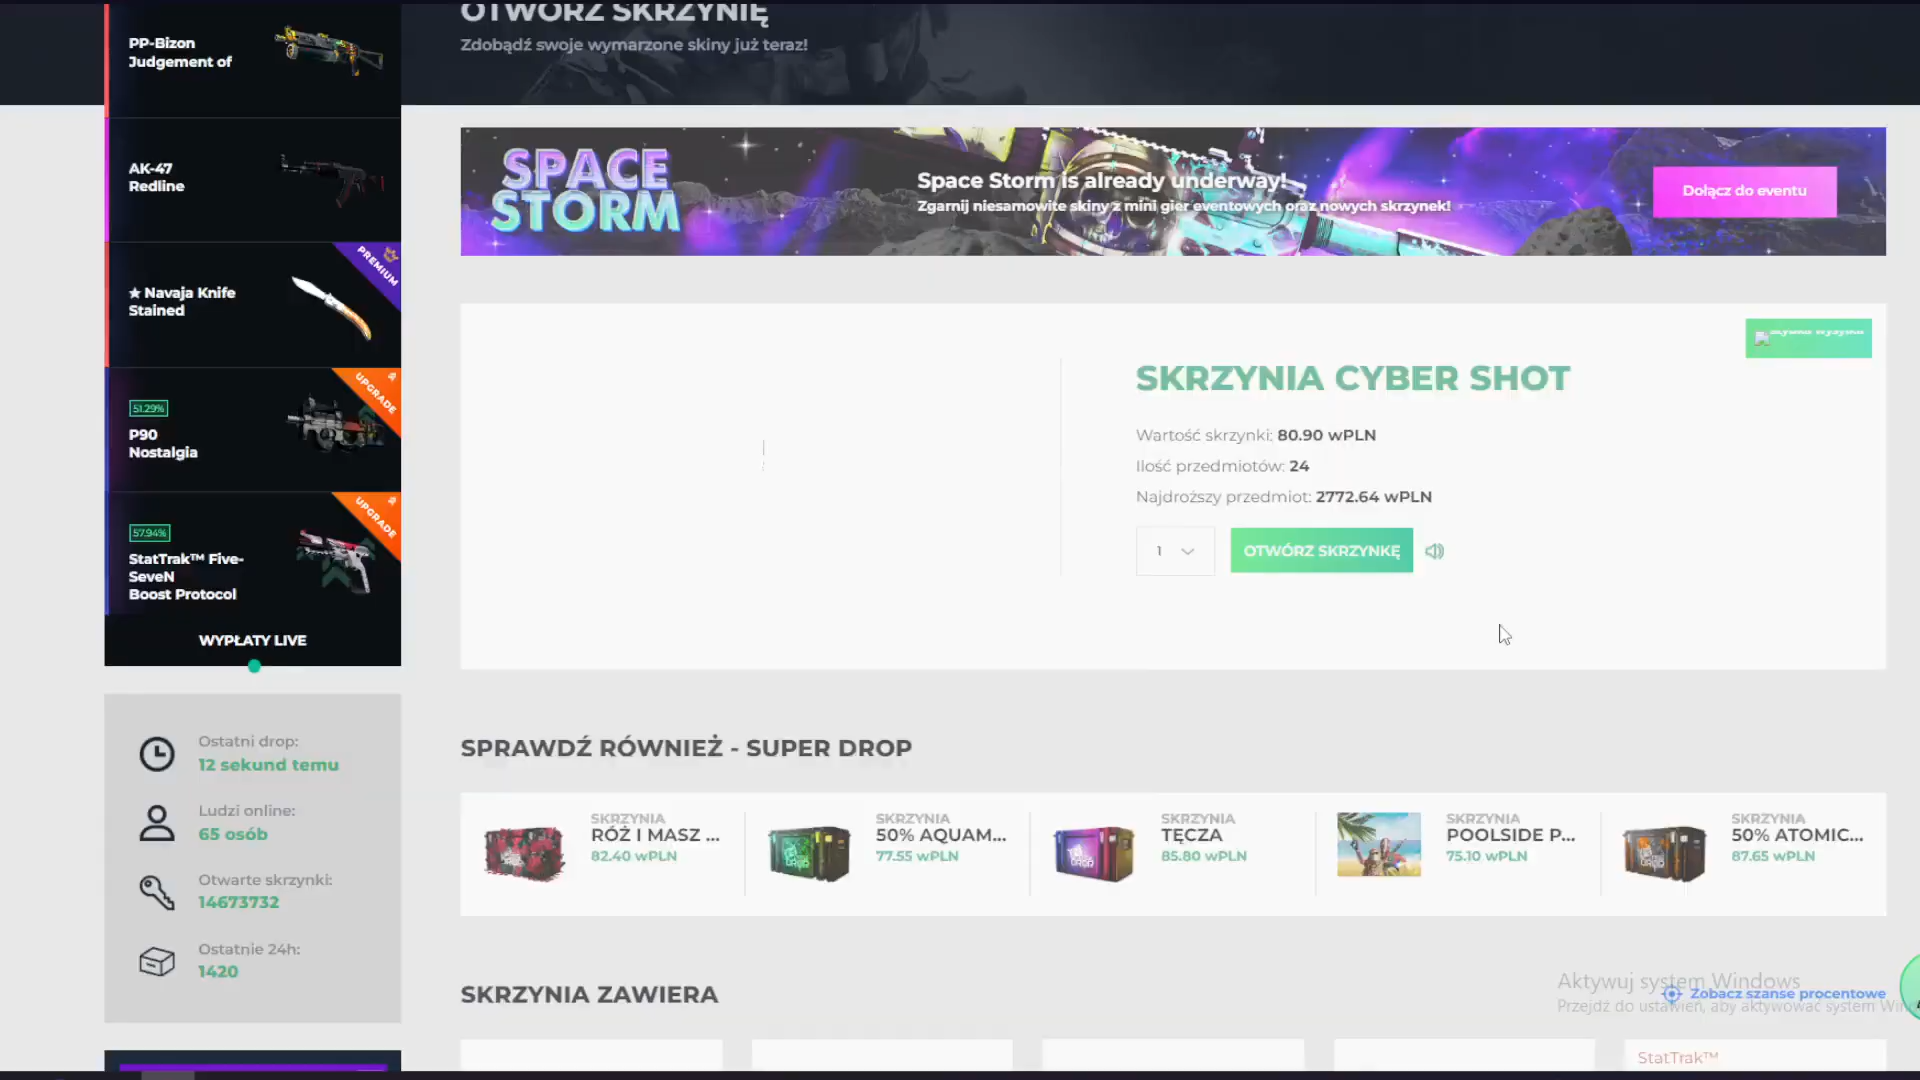 OTWÓRZ SKRZYNIĘ
Zdobądź swoje wymarzone skiny już teraz!
PP-Bizon
Judgement of
AK-47
Redline
PREMIUM
★ Navaja Knife
Stained
UPGRADE
51.29%
P90
Nostalgia
UPGRADE
57.94%
StatTrak™ Five-
SeveN
Boost Protocol
WYPŁATY LIVE
Ostatni drop:
12 sekund temu
Ludzi online:
65 osób
Otwarte skrzynki:
14673732
Ostatnie 24h:
1420
SPACE
STORM
Space Storm is already underway!
Zgarnij niesamowite skiny z mini gier eventowych oraz nowych skrzynek!
Dołącz do eventu
SKRZYNIA CYBER SHOT
Wartość skrzynki: 80.90 wPLN
Ilość przedmiotów: 24
Najdroższy przedmiot: 2772.64 wPLN
1
OTWÓRZ SKRZYNKĘ
SPRAWDŹ RÓWNIEŻ - SUPER DROP
SKRZYNIA
RÓŻ I MASZ ...
82.40 wPLN
SKRZYNIA
50% AQUAM...
77.55 wPLN
SKRZYNIA
TĘCZA
85.80 wPLN
SKRZYNIA
POOLSIDE P...
75.10 wPLN
SKRZYNIA
50% ATOMIC...
87.65 wPLN
SKRZYNIA ZAWIERA
Aktywuj system Windows
Zobacz szanse procentowe
Przejdź do ustawień, aby aktywować system
StatTrak™